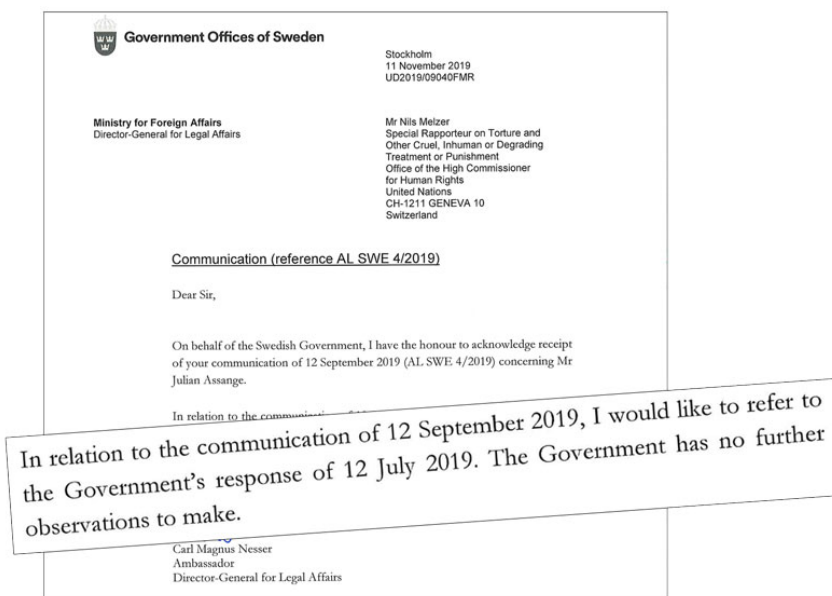 Government Offices of Sweden
Stockholm
11 November 2019
UD2019/09040FMR
Ministry for Foreign Affairs
Director-General for Legal Affairs
Mr Nils Melzer
Special Rapporteur on Torture and
Other Cruel, Inhuman or Degrading
Treatment or Punishment
Office of the High Commissioner
for Human Rights
United Nations
CH-1211 GENEVA 10
Switzerland
Communication (reference AL SWE 4/2019)
Dear Sir,
On behalf of the Swedish Government, I have the honour to acknowledge receipt
of your communication of 12 September 2019 (AL SWE 4/2019) concerning Mr
Julian Assange.
In relation to the
In relation to the communication of 12 September 2019, I would like to refer to
the Government's response of 12 July 2019. The Government has no further
observations to make.
Carl Magnus Nesser
Ambassador
Director-General for Legal Affairs